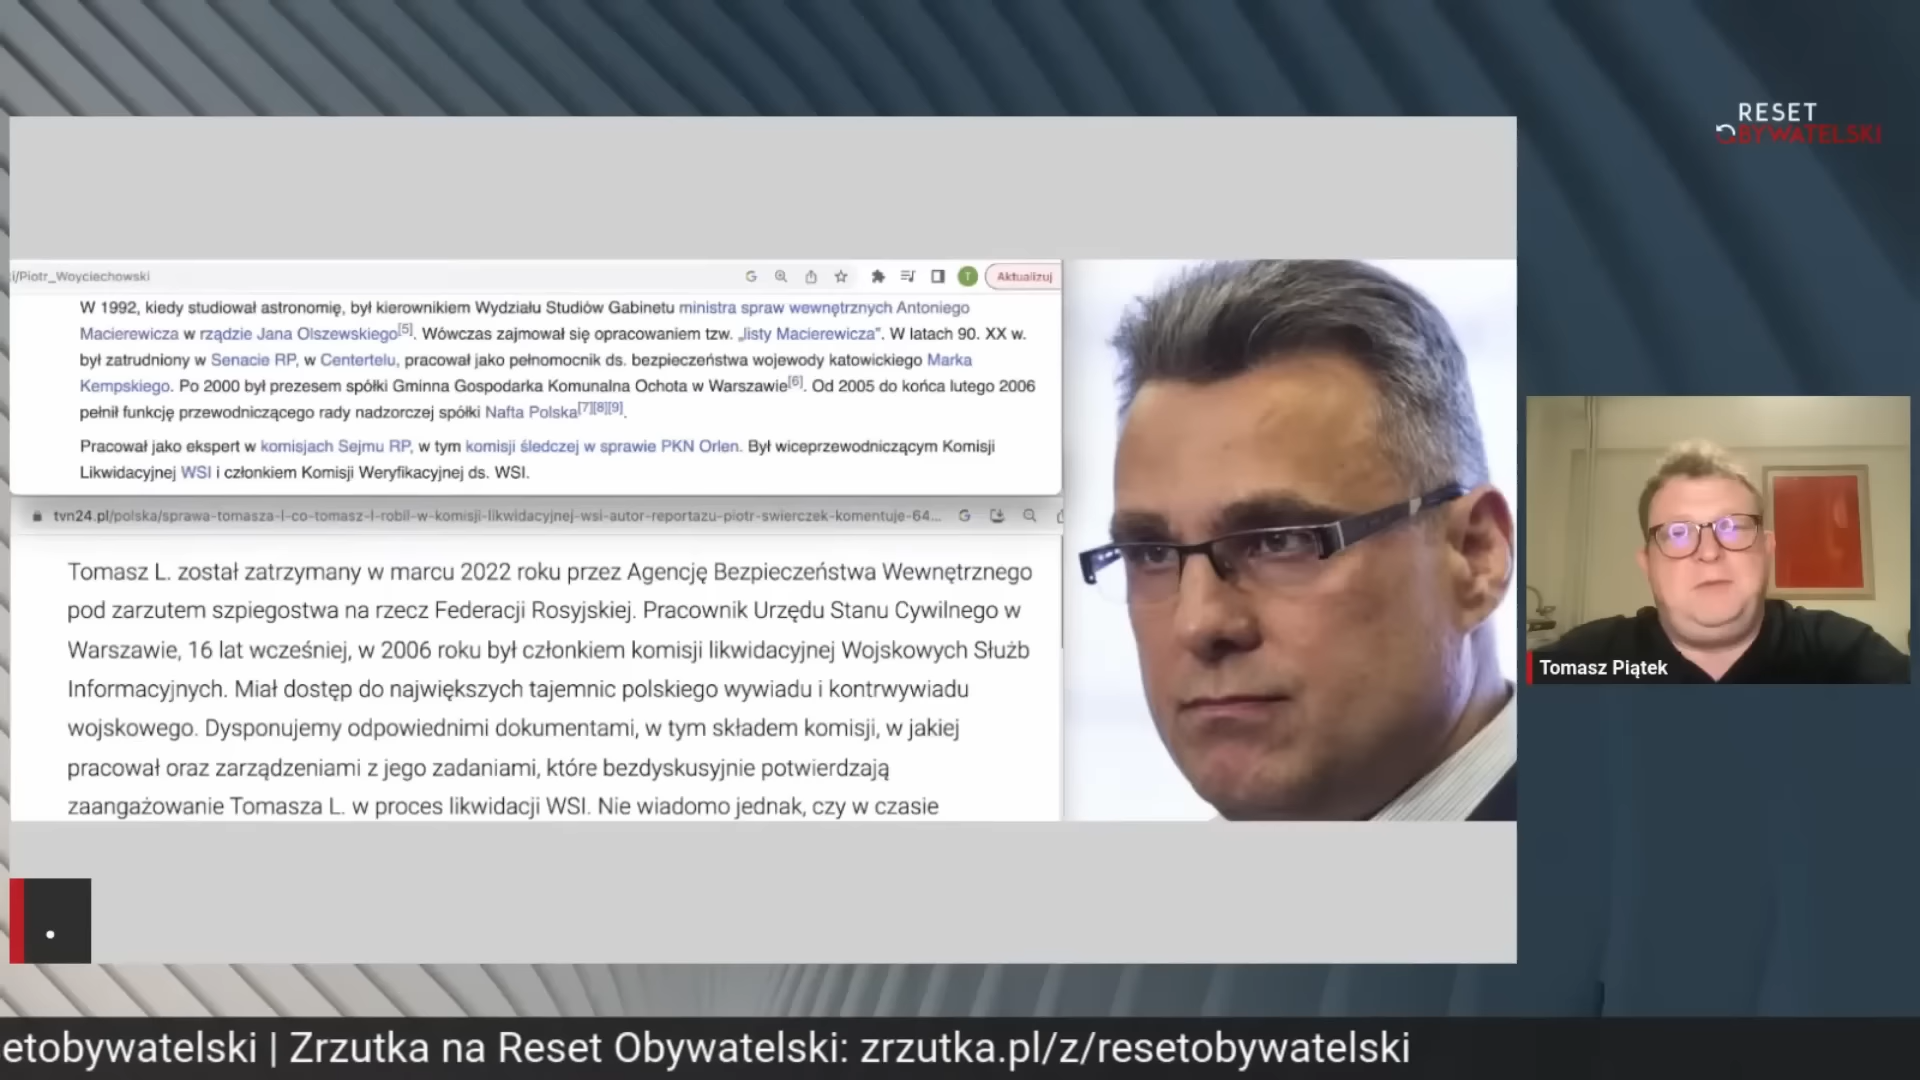 RESET
OBYWATELSKI
i/Piotr_Woyciechowski
Aktualizuj
W 1992, kiedy studiował astronomię, był kierownikiem Wydziału Studiów Gabinetu ministra spraw wewnętrznych Antoniego
Macierewicza w rządzie Jana Olszewskiego[5]. Wówczas zajmował się opracowaniem tzw. „listy Macierewicza”. W latach 90. XX w.
był zatrudniony w Senacie RP, w Centertelu, pracował jako pełnomocnik ds. bezpieczeństwa wojewody katowickiego Marka
Kempskiego. Po 2000 był prezesem spółki Gminna Gospodarka Komunalna Ochota w Warszawie[6]. Od 2005 do końca lutego 2006
pełnił funkcję przewodniczącego rady nadzorczej spółki Nafta Polska[7][8][9].
Pracował jako ekspert w komisjach Sejmu RP, w tym komisji śledczej w sprawie PKN Orlen. Był wiceprzewodniczącym Komisji
Likwidacyjnej WSI i członkiem Komisji Weryfikacyjnej ds. WSI.
tvn24.pl/polska/sprawa-tomasza-l-co-tomasz-l-robil-w-komisji-likwidacyjnej-wsi-autor-reportazu-piotr-swierczek-komentuje-64...
Tomasz L. został zatrzymany w marcu 2022 roku przez Agencję Bezpieczeństwa Wewnętrznego
pod zarzutem szpiegostwa na rzecz Federacji Rosyjskiej. Pracownik Urzędu Stanu Cywilnego w
Warszawie, 16 lat wcześniej, w 2006 roku był członkiem komisji likwidacyjnej Wojskowych Służb
Informacyjnych. Miał dostęp do największych tajemnic polskiego wywiadu i kontrwywiadu
wojskowego. Dysponujemy odpowiednimi dokumentami, w tym składem komisji, w jakiej
pracował oraz zarządzeniami z jego zadaniami, które bezdyskusyjnie potwierdzają
zaangażowanie Tomasza L. w proces likwidacji WSI. Nie wiadomo jednak, czy w czasie
Tomasz Piątek
.
etobywatelski | Zrzutka na Reset Obywatelski: zrzutka.pl/z/resetobywatelski